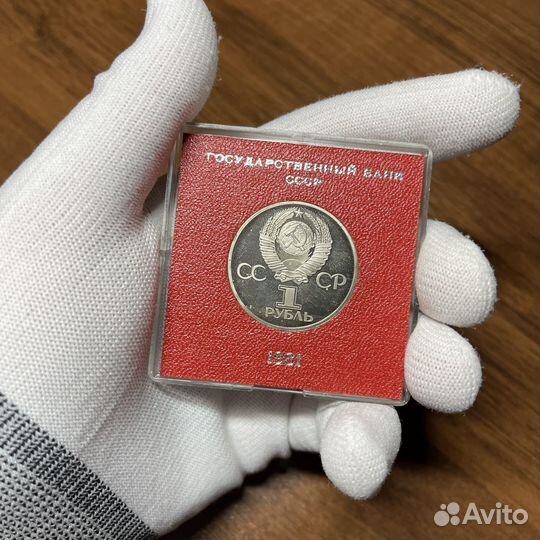 ГОСУДАРСТВЕННЫЙ БАНК
СССР
СС СР
1
РУБЛЬ
1981
Avito